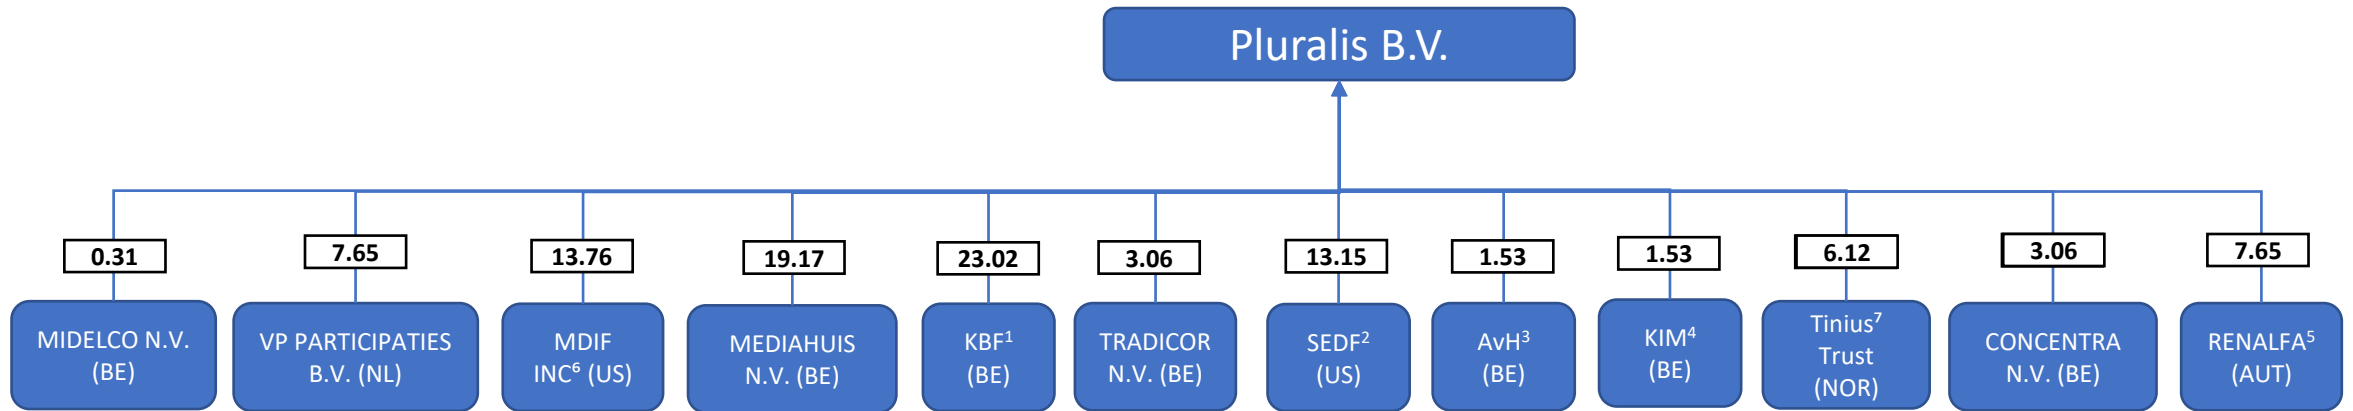 Pluralis B.V.
0.31
7.65
13.76
19.17
23.02
3.06
13.15
1.53
1.53
6.12
3.06
7.65
MIDELCO N.V.
(BE)
VP PARTICIPATIES
B.V. (NL)
MDIF
INC⁶ (US)
MEDIAHUIS
N.V. (BE)
KBF¹
(BE)
TRADICOR
N.V. (BE)
SEDF²
(US)
AvH³
(BE)
KIM⁴
(BE)
Tinius⁷
Trust
(NOR)
CONCENTRA
N.V. (BE)
RENALFA⁵
(AUT)